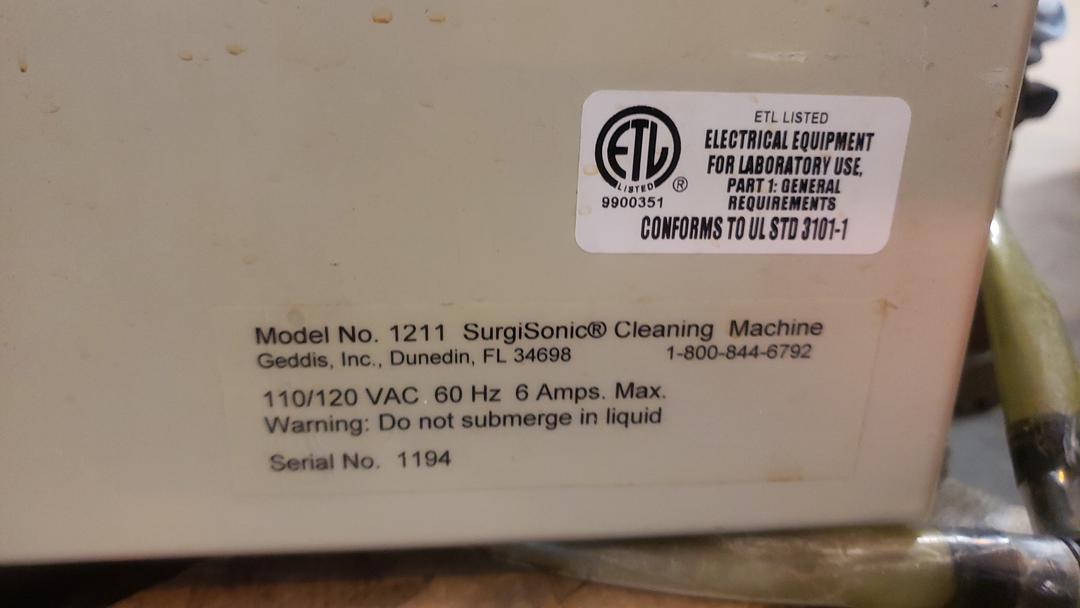 ETL LISTED
ELECTRICAL EQUIPMENT
FOR LABORATORY USE,
PART 1: GENERAL
REQUIREMENTS
ETL
LISTED
®
9900351
CONFORMS TO UL STD 3101-1
Model No. 1211 SurgiSonic® Cleaning Machine
Geddis, Inc., Dunedin, FL 34698 1-800-844-6792
110/120 VAC 60 Hz 6 Amps. Max.
Warning: Do not submerge in liquid
Serial No. 1194